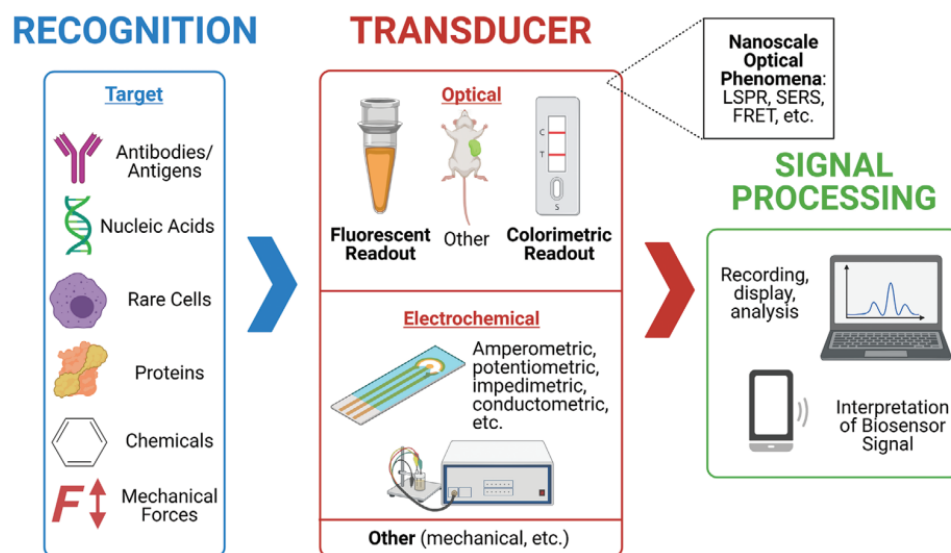 RECOGNITION
Target
Antibodies/
Antigens
Nucleic Acids
Rare Cells
Proteins
Chemicals
F
Mechanical
Forces
TRANSDUCER
Optical
C
T
S
Fluorescent
Readout
Other
Colorimetric
Readout
Electrochemical
Amperometric,
potentiometric,
impedimetric,
conductometric,
etc.
Other (mechanical, etc.)
Nanoscale
Optical
Phenomena:
LSPR, SERS,
FRET, etc.
SIGNAL
PROCESSING
Recording,
display,
analysis
Interpretation
of Biosensor
Signal